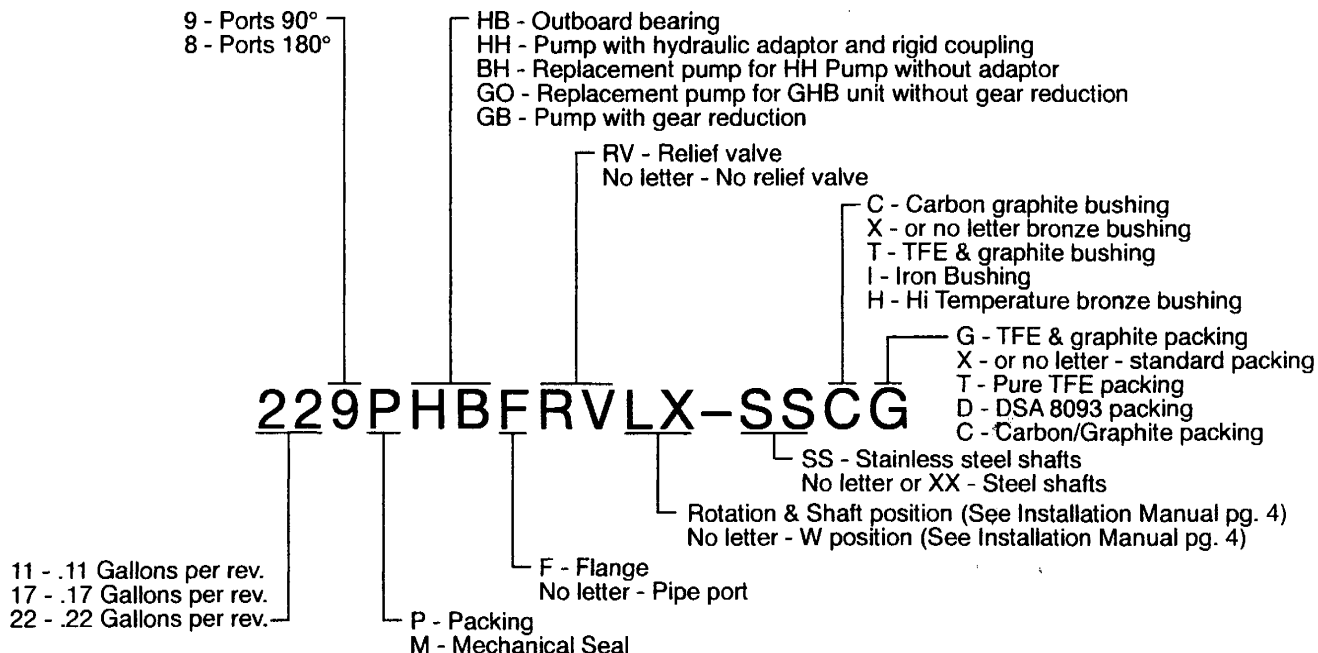 9 - Ports 90°
8 - Ports 180°
HB - Outboard bearing
HH - Pump with hydraulic adaptor and rigid coupling
BH - Replacement pump for HH Pump without adaptor
GO - Replacement pump for GHB unit without gear reduction
GB - Pump with gear reduction
RV - Relief valve
No letter - No relief valve
C - Carbon graphite bushing
X - or no letter bronze bushing
T - TFE & graphite bushing
I - Iron Bushing
H - Hi Temperature bronze bushing
G - TFE & graphite packing
X - or no letter - standard packing
T - Pure TFE packing
D - DSA 8093 packing
C - Carbon/Graphite packing
229PHBFRVLX-SSCG
SS - Stainless steel shafts
No letter or XX - Steel shafts
Rotation & Shaft position (See Installation Manual pg. 4)
No letter - W position (See Installation Manual pg. 4)
F - Flange
No letter - Pipe port
11 - .11 Gallons per rev.
17 - .17 Gallons per rev.
22 - .22 Gallons per rev.
P - Packing
M - Mechanical Seal